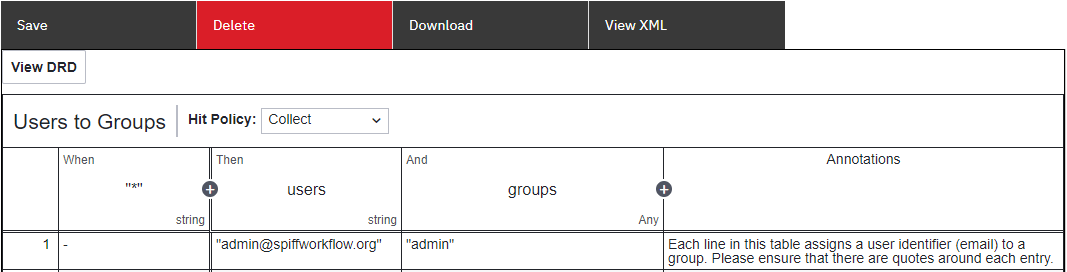 Save Delete Download View XML
View DRD
Users to Groups Hit Policy: Collect
When Then And Annotations
"*" users groups
string string Any
1 - "admin@spiffworkflow.org" "admin" Each line in this table assigns a user identifier (email) to a
group. Please ensure that there are quotes around each entry.